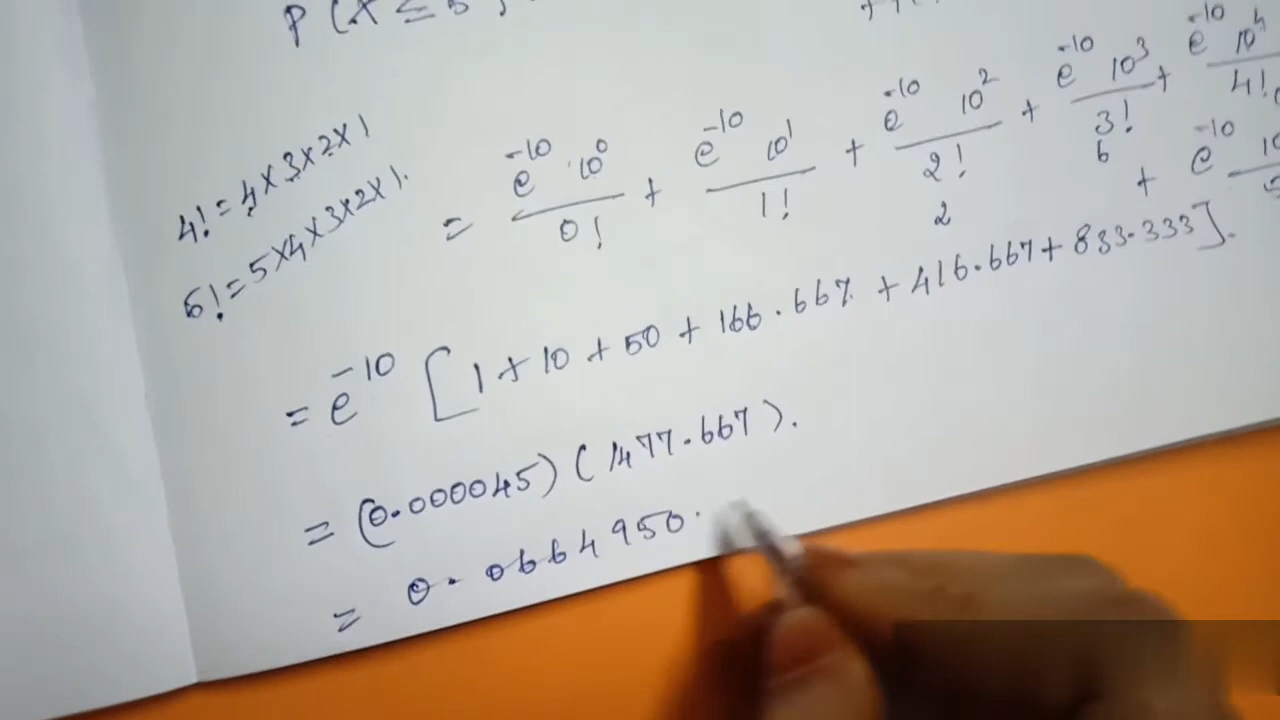 P(X ≤ 5)
4! = 4×3×2×1
5! = 5×4×3×2×1.
= e^-10 · 10^0 / 0! + e^-10 10^1 / 1! + e^-10 10^2 / 2! + e^-10 10^3 / 3! + e^-10 10^4 / 4!
2 6
+ e^-10 10
= e^-10 [1 + 10 + 50 + 166.667 + 416.667 + 833.333].
= (0.000045) (1477.667).
= 0.0664950.